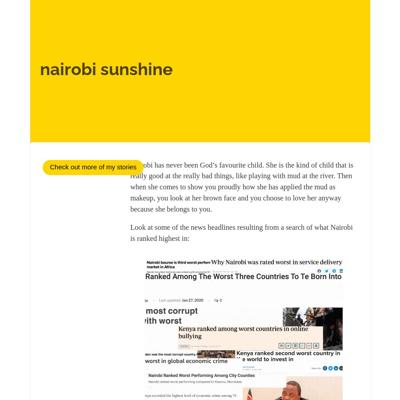 nairobi sunshine
Check out more of my stories
obi has never been God's favourite child. She is the kind of child that is
really good at the really bad things, like playing with mud at the river. Then
when she comes to show you proudly how she has applied the mud as
makeup, you look at her brown face and you choose to love her anyway
because she belongs to you.
Look at some of the news headlines resulting from a search of what Nairobi
is ranked highest in:
Nairobi bourse is third worst perform
market in Africa
Why Nairobi was rated worst in service delivery
Ranked Among The Worst Three Countries To Te Born Into
Last updated Jan 27, 2020
0
most corrupt
with worst
Kenya ranked among worst countries in online
bullying
among the most corrupt
worst in global economic crime
Kenya ranked second worst country in
e world to invest in
Nairobi Ranked Worst Performing Among City Counties
Nairobi ranked worst performing compared to Kisumu, Mombasa